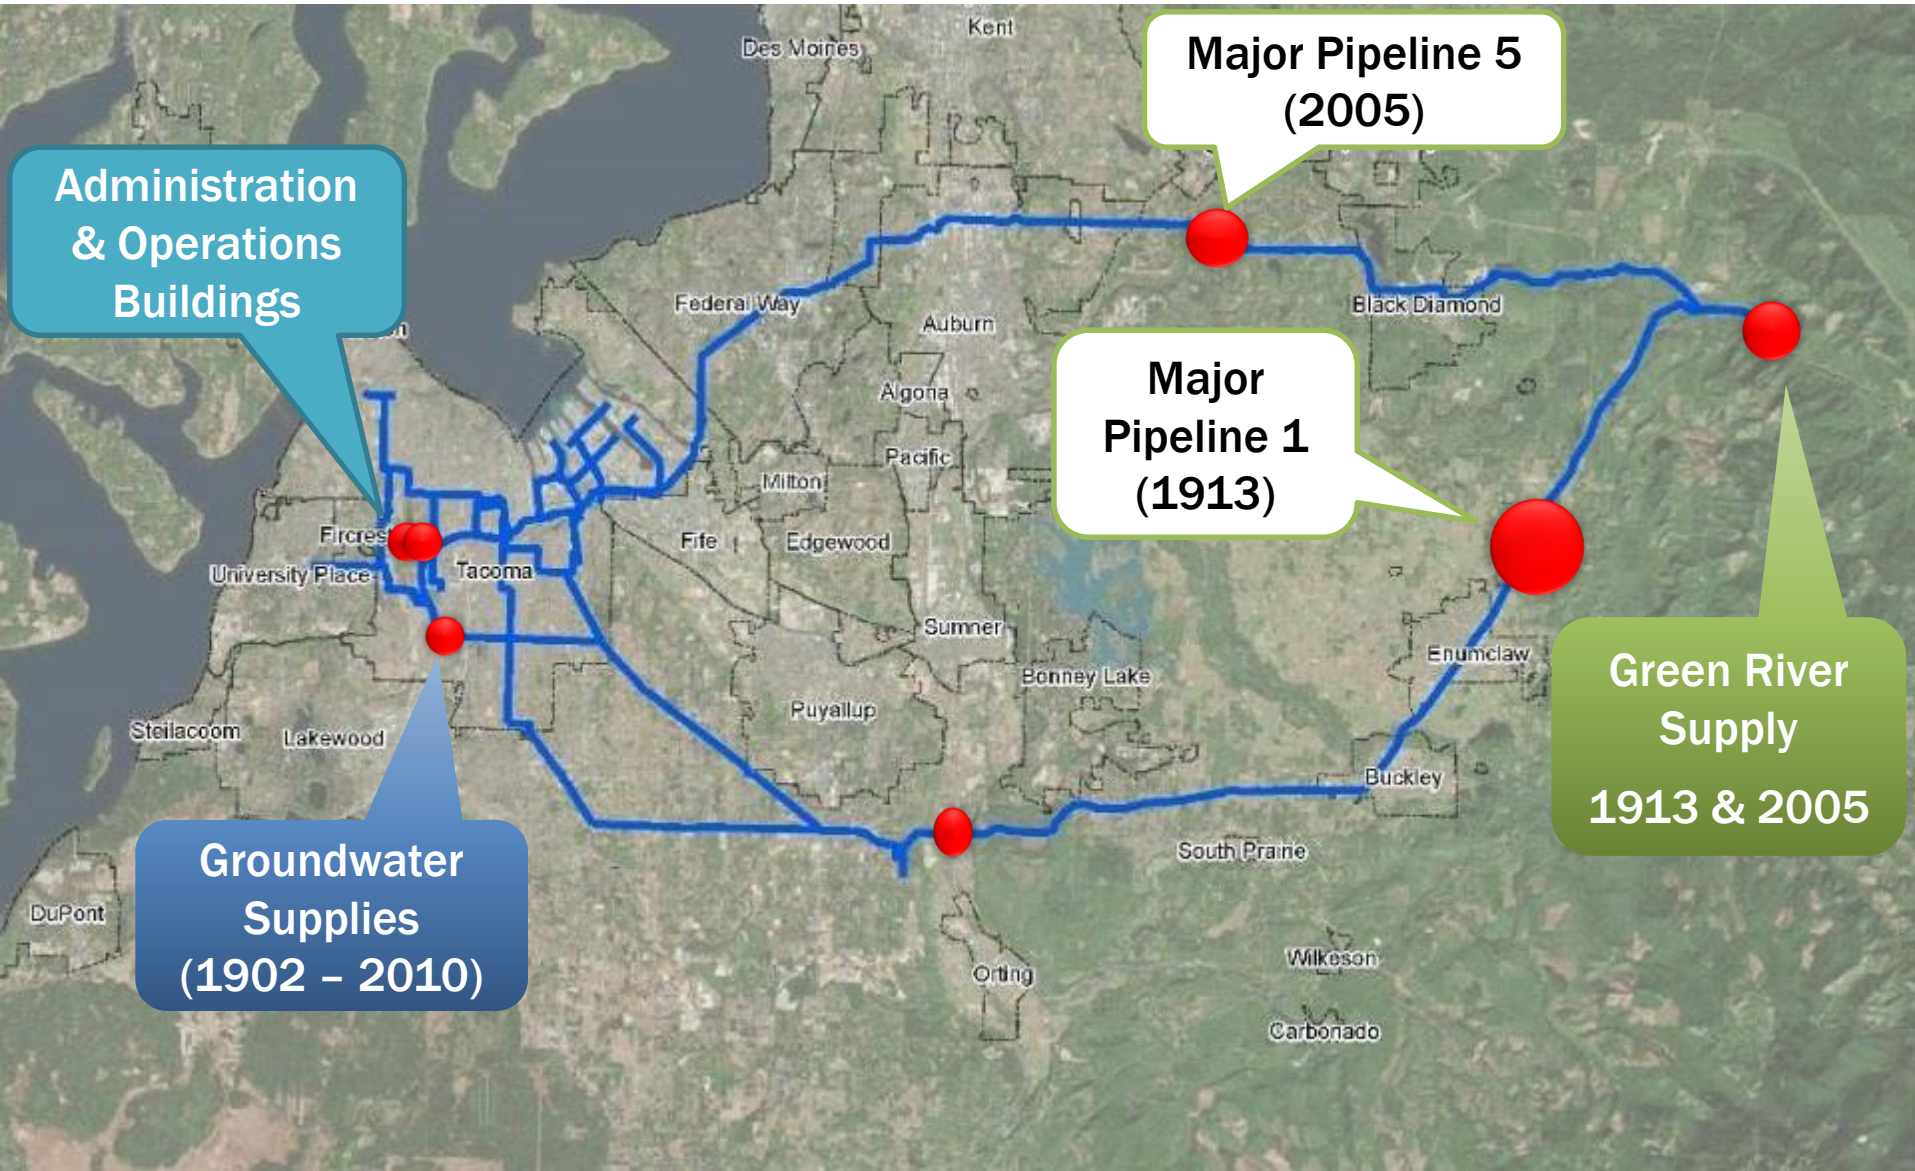 Kent
Des Moines
Major Pipeline 5
(2005)
Administration
& Operations
Buildings
Federal Way
Black Diamond
Auburn
Major
Pipeline 1
(1913)
Algona
Pacific
Milton
Fircrest
Fife
Edgewood
University Place
Tacoma
Sumner
Enumclaw
Green River
Supply
1913 & 2005
Bonney Lake
Puyallup
Steilacoom
Lakewood
Buckley
South Prairie
Groundwater
Supplies
(1902 – 2010)
DuPont
Wilkeson
Orting
Carbonado